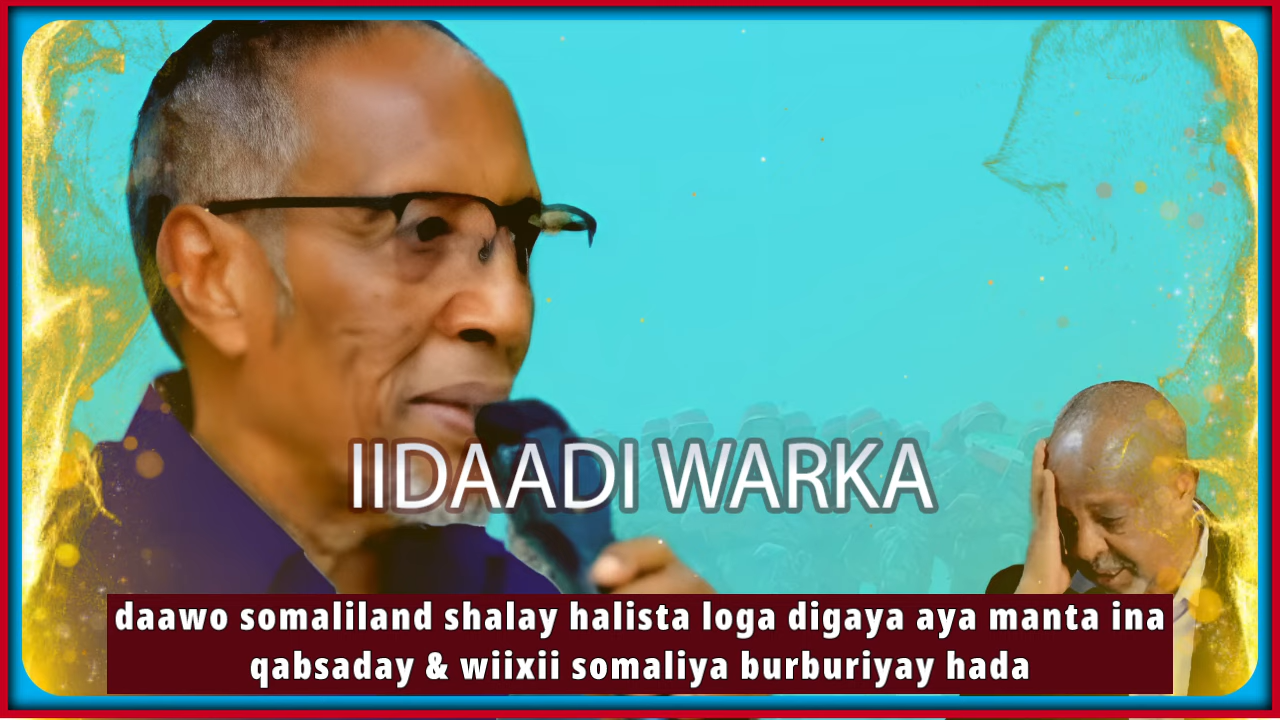 IIDAADI WARKA
daawo somaliland shalay halista loga digaya aya manta ina
qabsaday & wiixii somaliya burburiyay hada